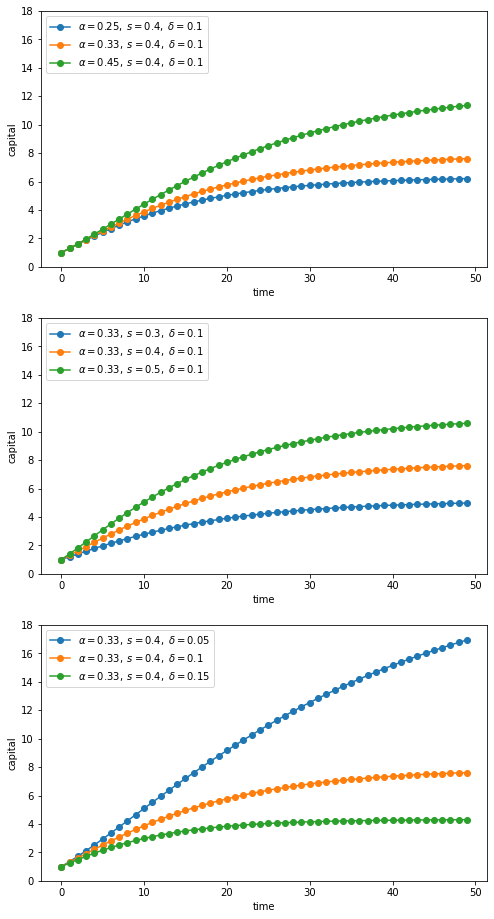 18
16
14
12
10
8
6
4
2
0
capital
α = 0.25, s = 0.4, δ = 0.1
α = 0.33, s = 0.4, δ = 0.1
α = 0.45, s = 0.4, δ = 0.1
0 10 20 30 40 50
time
18
16
14
12
10
8
6
4
2
0
capital
α = 0.33, s = 0.3, δ = 0.1
α = 0.33, s = 0.4, δ = 0.1
α = 0.33, s = 0.5, δ = 0.1
0 10 20 30 40 50
time
18
16
14
12
10
8
6
4
2
0
capital
α = 0.33, s = 0.4, δ = 0.05
α = 0.33, s = 0.4, δ = 0.1
α = 0.33, s = 0.4, δ = 0.15
0 10 20 30 40 50
time